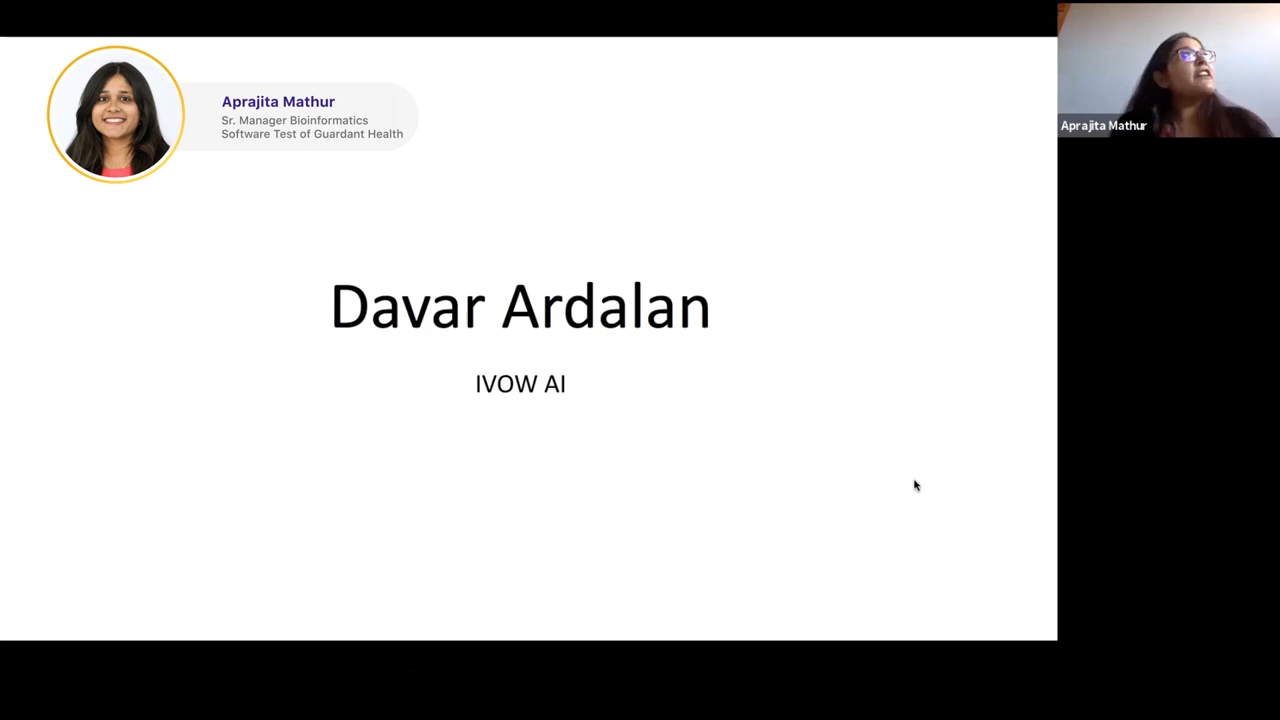 Aprajita Mathur
Sr. Manager Bioinformatics
Software Test of Guardant Health
Aprajita Mathur
Davar Ardalan
IVOW AI